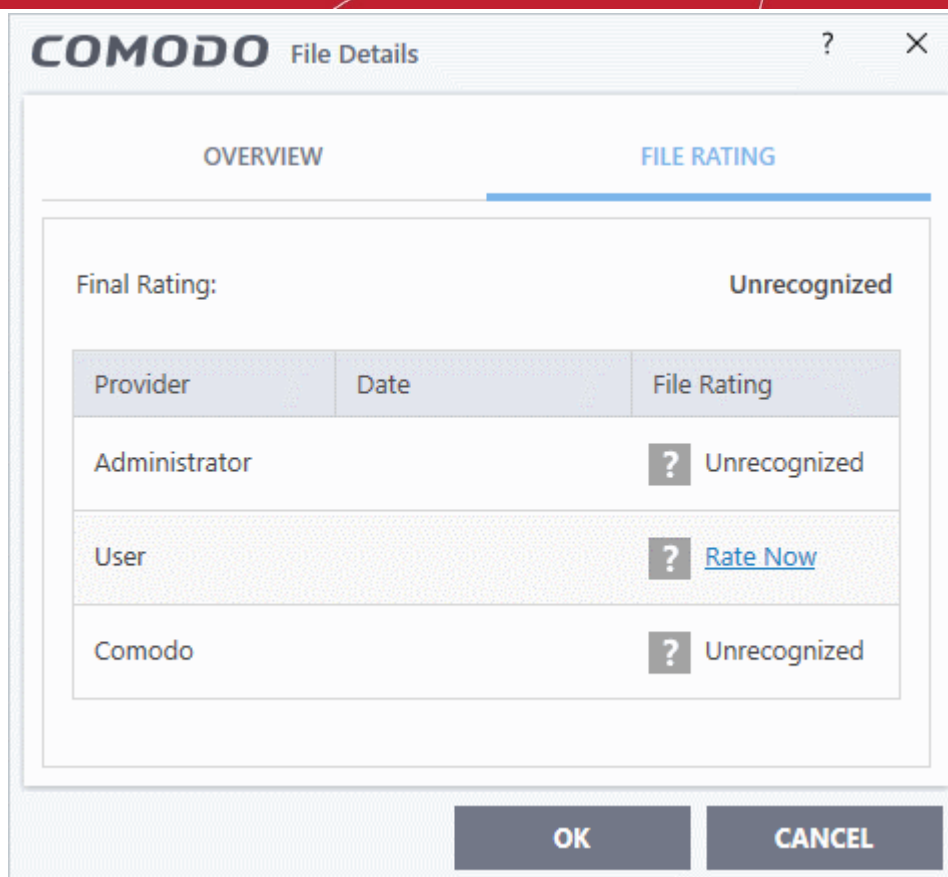 COMODO File Details ? ×
OVERVIEW FILE RATING
Final Rating: Unrecognized
Provider Date File Rating
Administrator ? Unrecognized
User ? Rate Now
Comodo ? Unrecognized
OK CANCEL